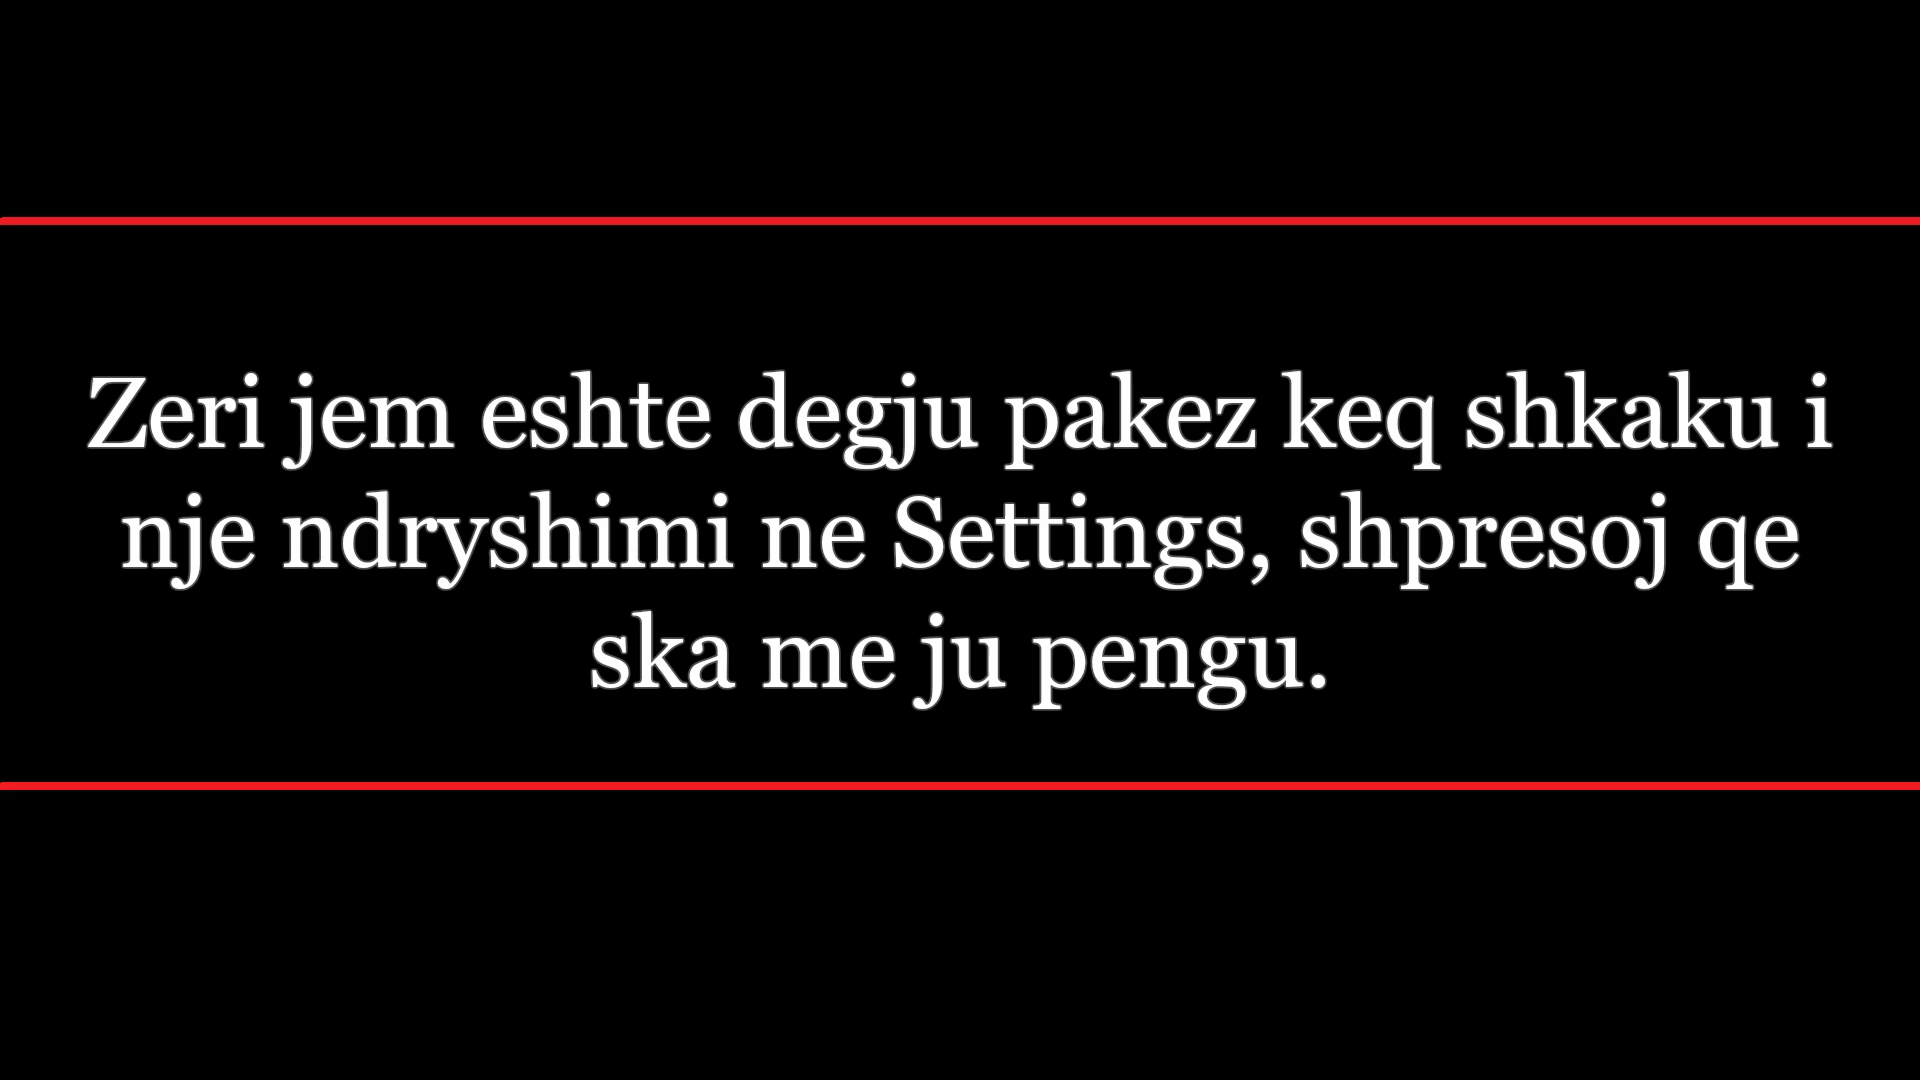 Zeri jem eshte degju pakez keq shkaku i
nje ndryshimi ne Settings, shpresoj qe
ska me ju pengu.